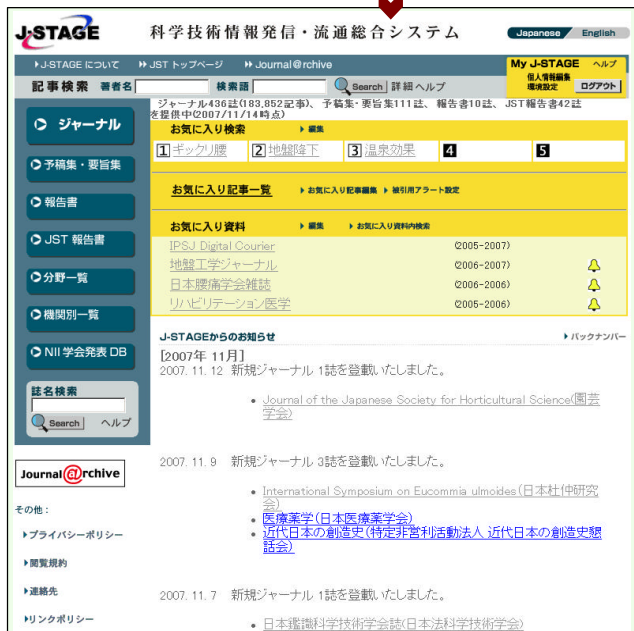 J-STAGE 科学技術情報発信・流通総合システム Japanese English
J-STAGE について JST トップページ Journal@rchive My J-STAGE ヘルプ
個人情報編集
環境設定 ログアウト
記事検索 著者名 検索語 Search 詳細 ヘルプ
ジャーナル436誌(183,852記事)、予稿集・要旨集111誌、報告書10誌、JST報告書42誌
を提供中(2007/11/14時点)
ジャーナル
予稿集・要旨集
報告書
JST 報告書
分野一覧
機関別一覧
NII 学会発表 DB
誌名検索
Search ヘルプ
Journal@rchive
その他：
プライバシーポリシー
閲覧規約
連絡先
リンクポリシー
お気に入り検索 編集
1 ギックリ腰 2 地盤降下 3 温泉効果 4 5
お気に入り記事一覧 お気に入り記事編集 被引用アラート設定
お気に入り資料 編集 お気に入り資料内検索
IPSJ Digital Courier (2005-2007)
地盤工学ジャーナル (2006-2007)
日本腰痛学会雑誌 (2006-2006)
リハビリテーション医学 (2005-2006)
J-STAGEからのお知らせ バックナンバー
[2007年 11月]
2007. 11. 12 新規ジャーナル 1誌を登載いたしました。
• Journal of the Japanese Society for Horticultural Science(園芸
学会)
2007. 11. 9 新規ジャーナル 3誌を登載いたしました。
• International Symposium on Eucommia ulmoides(日本杜仲研究
会)
• 医療薬学(日本医療薬学会)
• 近代日本の創造史(特定非営利活動法人 近代日本の創造史懇
話会)
2007. 11. 7 新規ジャーナル 1誌を登載いたしました。
• 日本鑑識科学技術学会誌(日本法科学技術学会)